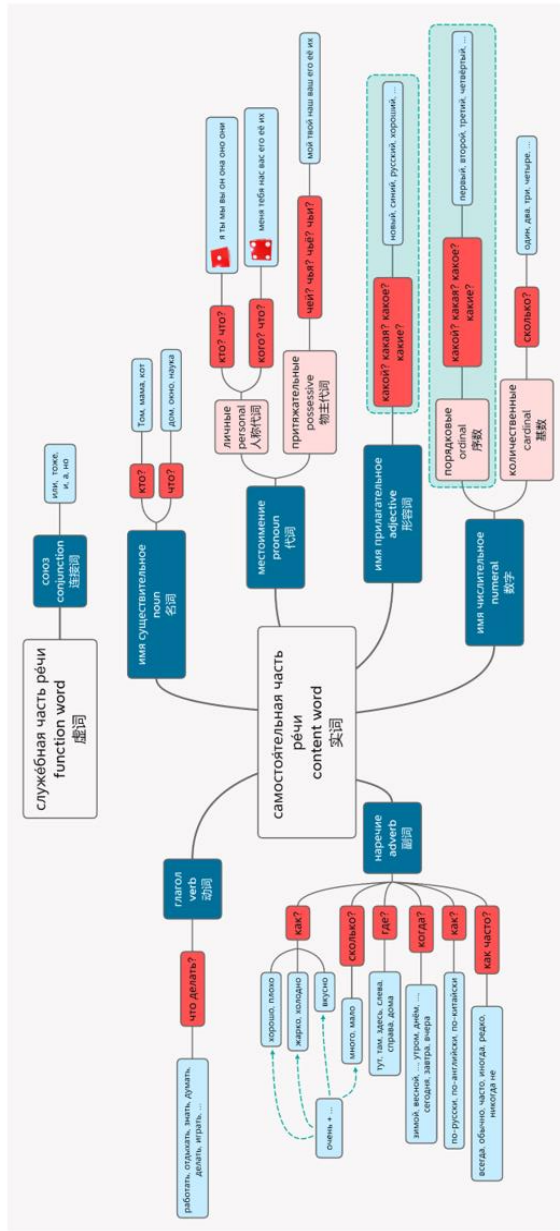 служе́бная часть ре́чи
function word
虚词
союз
conjunction
连接词
или, тоже,
и, а, но
самостоя́тельная часть
ре́чи
content word
实词
глагол
verb
动词
что делать?
работать, отдыхать, знать, думать,
делать, играть, ...
имя существительное
noun
名词
кто?
Том, мама, кот
что?
дом, окно, наука
местоимение
pronoun
代词
личные
personal
人称代词
кто? что?
я ты мы вы он она оно они
кого? что?
меня тебя нас вас его её их
притяжательные
possessive
物主代词
чей? чья? чьё? чьи?
мой твой наш ваш его её их
имя прилагательное
adjective
形容词
какой? какая? какое?
какие?
новый, синий, русский, хороший, ...
имя числительное
numeral
数字
порядковые
ordinal
序数
какой? какая? какое?
какие?
первый, второй, третий, четвёртый, ...
количественные
cardinal
基数
сколько?
один, два, три, четыре, ...
наречие
adverb
副词
как?
хорошо, плохо
жарко, холодно
вкусно
очень + ...
сколько?
много, мало
где?
тут, там, здесь, слева,
справа, дома
когда?
зимой, весной, ..., утром, днём, ...,
сегодня, завтра, вчера
как?
по-русски, по-английски, по-китайски
как часто?
всегда, обычно, часто, иногда, редко,
никогда не